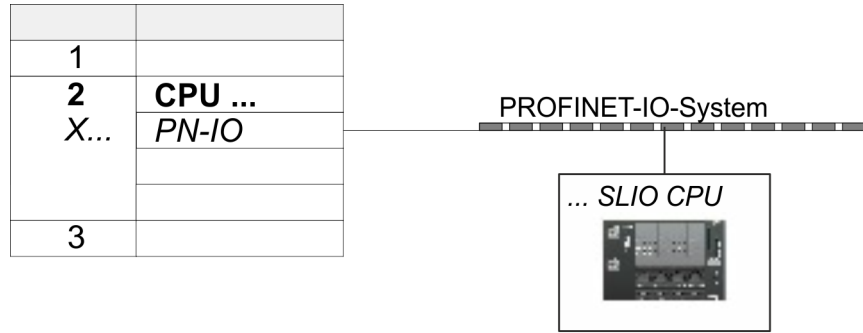 1
2 CPU ...
X... PN-IO
3
PROFINET-IO-System
... SLIO CPU